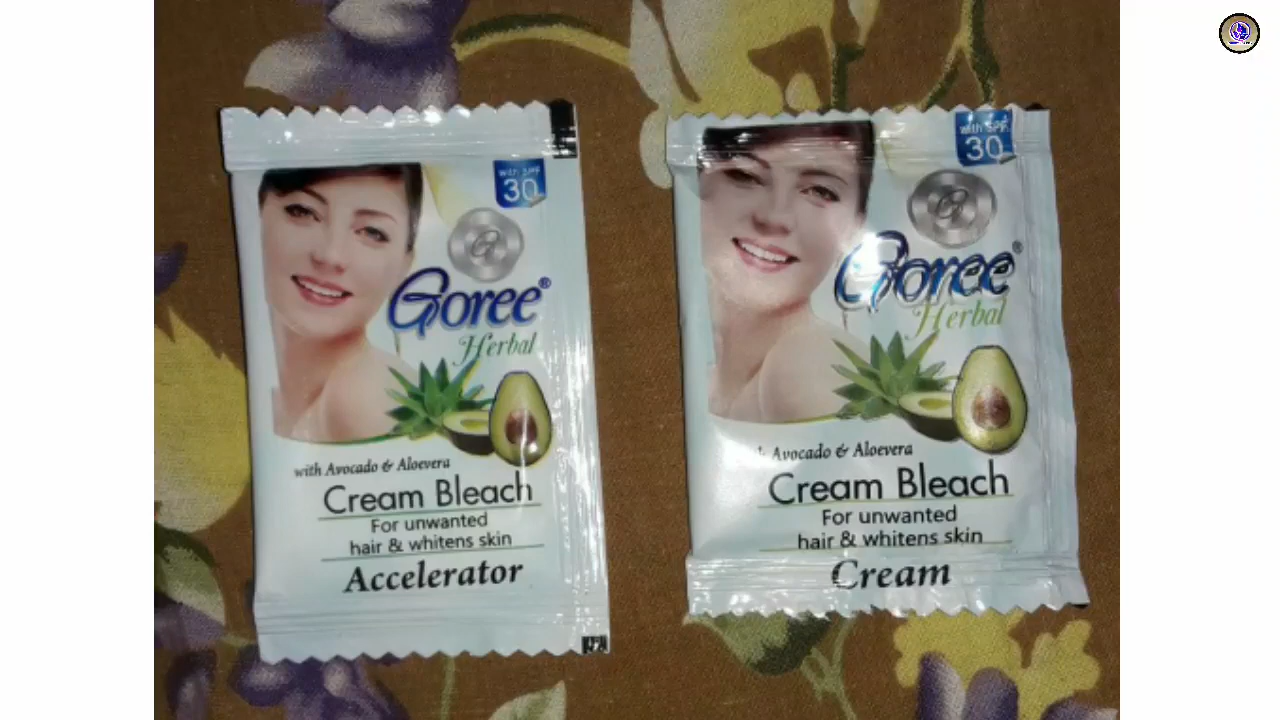 with SPF
30
Goree®
Herbal
with Avocado & Aloevera
Cream Bleach
For unwanted
hair & whitens skin
Accelerator
with SPF
30
Goree®
Herbal
Avocado & Aloevera
Cream Bleach
For unwanted
hair & whitens skin
Cream